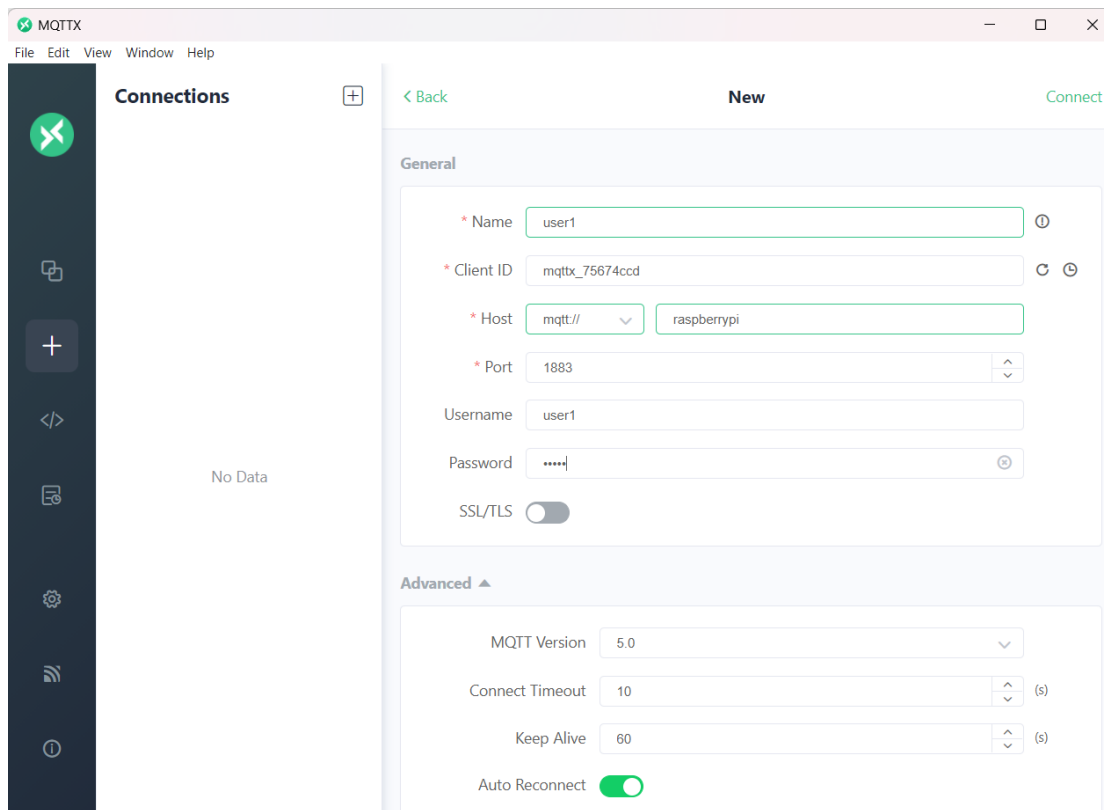 MQTTX
File Edit View Window Help
Connections
Back New Connect
General
* Name user1
* Client ID mqttx_75674ccd
* Host mqtt:// raspberrypi
* Port 1883
Username user1
Password •••••
SSL/TLS
No Data
Advanced
MQTT Version 5.0
Connect Timeout 10 (s)
Keep Alive 60 (s)
Auto Reconnect